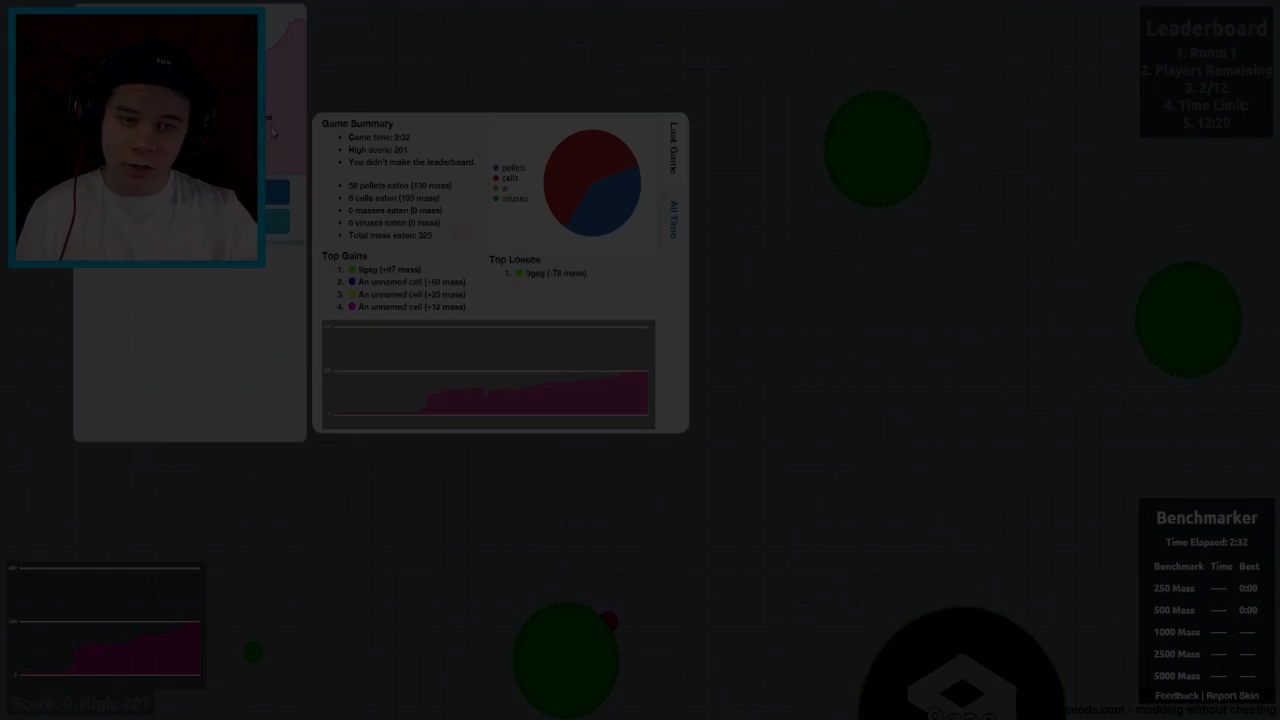 Leaderboard
1. Room 1
2. Players Remaining
3. 2/12
4. Time Limit:
5. 12:20
Game Summary
Game time: 2:32
High score: 201
You didn't make the leaderboard.
58 pellets eaten (130 mass)
6 cells eaten (195 mass)
0 masses eaten (0 mass)
0 viruses eaten (0 mass)
Total mass eaten: 325
pellets
cells
w
viruses
Last Game
All Time
Top Gains
1. 9gag (+97 mass)
2. An unnamed cell (+60 mass)
3. An unnamed cell (+25 mass)
4. An unnamed cell (+12 mass)
Top Losses
1. 9gag (-78 mass)
Benchmarker
Time Elapsed: 2:32
Benchmark Time Best
250 Mass —— 0:00
500 Mass —— 0:00
1000 Mass —— ——
2500 Mass —— ——
5000 Mass —— ——
Feedback | Report Skin
mods.com - modding without cheating
Score: 0 High: 201